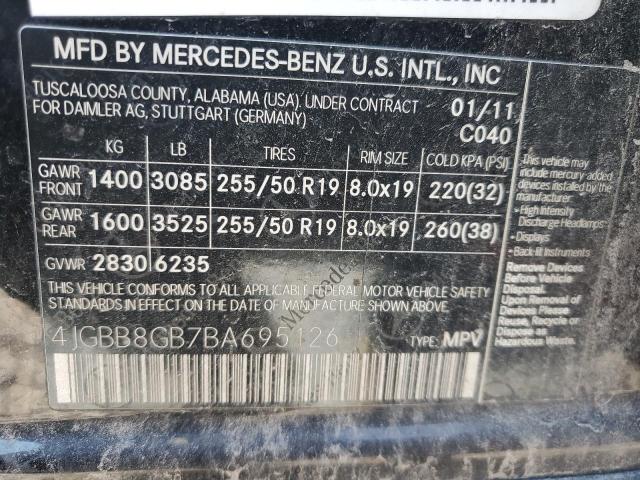 MFD BY MERCEDES-BENZ U.S. INTL., INC
TUSCALOOSA COUNTY, ALABAMA (USA). UNDER CONTRACT
FOR DAIMLER AG, STUTTGART (GERMANY)
01/11
C040
KG LB TIRES RIM SIZE COLD KPA (PSI)
GAWR FRONT 1400 3085 255/50 R19 8.0x19 220(32)
GAWR REAR 1600 3525 255/50 R19 8.0x19 260(38)
GVWR 2830 6235
THIS VEHICLE CONFORMS TO ALL APPLICABLE FEDERAL MOTOR VEHICLE SAFETY
STANDARDS IN EFFECT ON THE DATE OF MANUFACTURE SHOWN ABOVE.
4JGBB8GB7BA695126
TYPE: MPV
This vehicle may
include mercury-added
devices installed by the
manufacturer:
- High Intensity
Discharge Headlamps
- Displays
- Back-lit Instruments
Remove Devices
Before Vehicle
Disposal.
Upon Removal of
Devices Please
Reuse, Recycle
or Dispose as
Hazardous Waste.